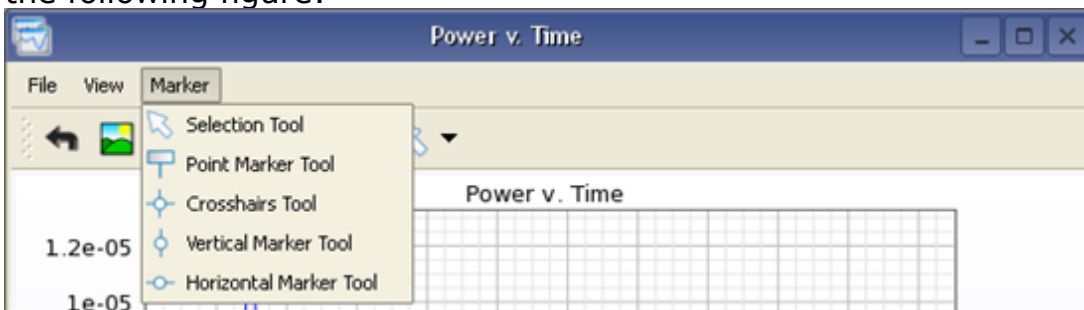 the following figure:
Power v. Time
File View Marker
Selection Tool
Point Marker Tool
Crosshairs Tool
Vertical Marker Tool
Horizontal Marker Tool
Power v. Time
1.2e-05
1e-05